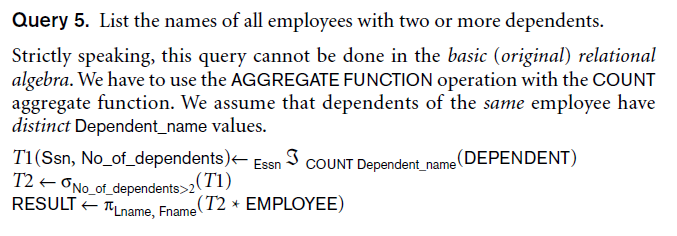 Query 5. List the names of all employees with two or more dependents.
Strictly speaking, this query cannot be done in the basic (original) relational
algebra. We have to use the AGGREGATE FUNCTION operation with the COUNT
aggregate function. We assume that dependents of the same employee have
distinct Dependent_name values.
T1(Ssn, No_of_dependents)← Essn ℑ COUNT Dependent_name(DEPENDENT)
T2 ← σNo_of_dependents>2(T1)
RESULT ← πLname, Fname(T2 * EMPLOYEE)